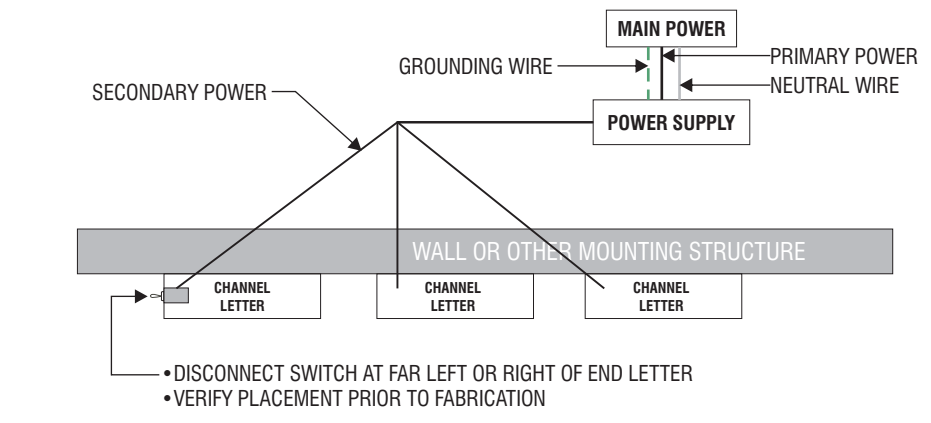 MAIN POWER
GROUNDING WIRE
PRIMARY POWER
NEUTRAL WIRE
SECONDARY POWER
POWER SUPPLY
WALL OR OTHER MOUNTING STRUCTURE
CHANNEL
LETTER
CHANNEL
LETTER
CHANNEL
LETTER
•DISCONNECT SWITCH AT FAR LEFT OR RIGHT OF END LETTER
•VERIFY PLACEMENT PRIOR TO FABRICATION